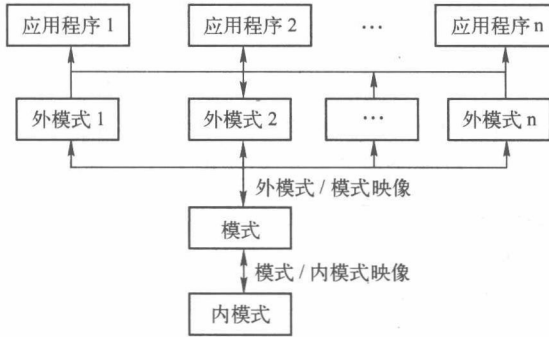 应用程序 1
应用程序 2
…
应用程序 n
外模式 1
外模式 2
…
外模式 n
外模式 / 模式映像
模式
模式 / 内模式映像
内模式